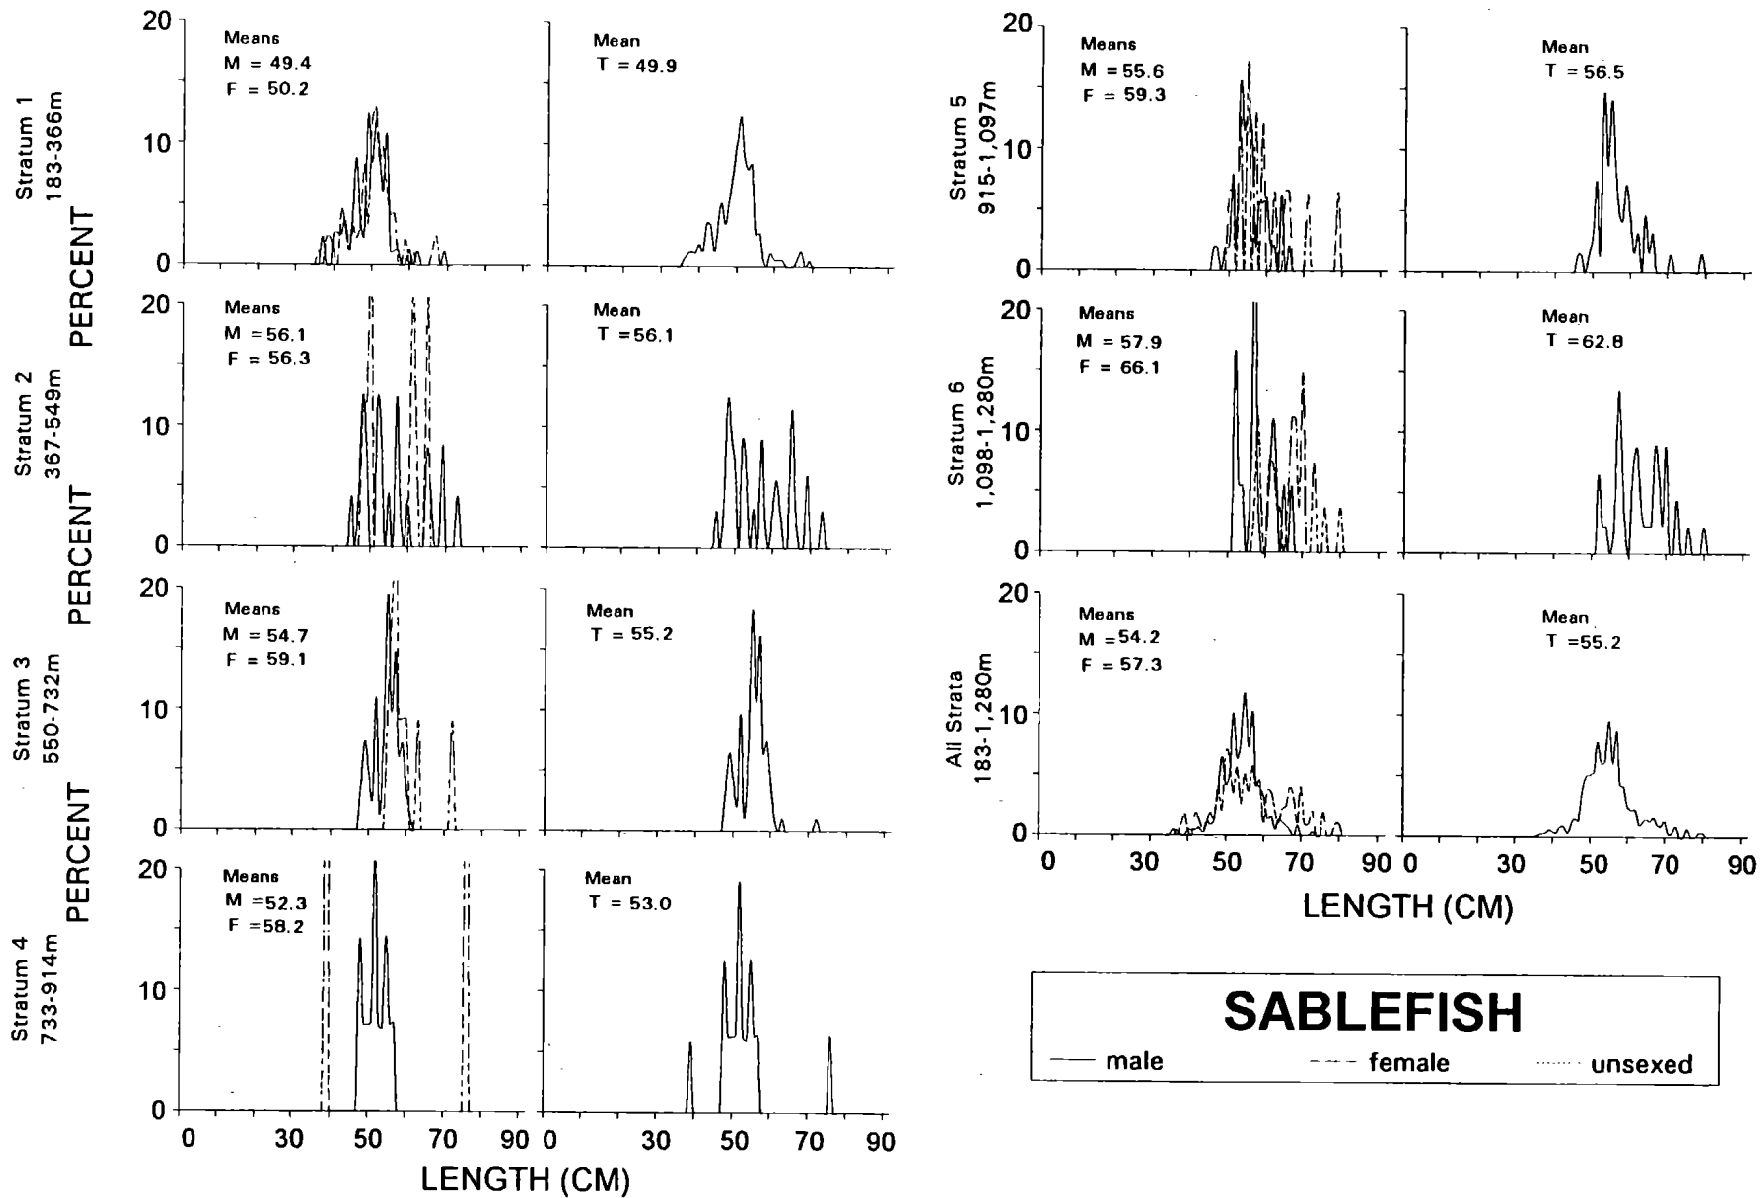 Stratum 1
183-366m
PERCENT
20
10
0
Means
M = 49.4
F = 50.2
Mean
T = 49.9
Stratum 2
367-549m
PERCENT
20
10
0
Means
M = 56.1
F = 56.3
Mean
T = 56.1
Stratum 3
550-732m
PERCENT
20
10
0
Means
M = 54.7
F = 59.1
Mean
T = 55.2
Stratum 4
733-914m
20
10
0
Means
M = 52.3
F = 58.2
Mean
T = 53.0
0 30 50 70 90 0 30 50 70 90
LENGTH (CM)
Stratum 5
915-1,097m
20
10
0
Means
M = 55.6
F = 59.3
Mean
T = 56.5
Stratum 6
1,098-1,280m
20
10
0
Means
M = 57.9
F = 66.1
Mean
T = 62.8
All Strata
183-1,280m
20
10
0
Means
M = 54.2
F = 57.3
Mean
T = 55.2
0 30 50 70 90 0 30 50 70 90
LENGTH (CM)
SABLEFISH
male female unsexed